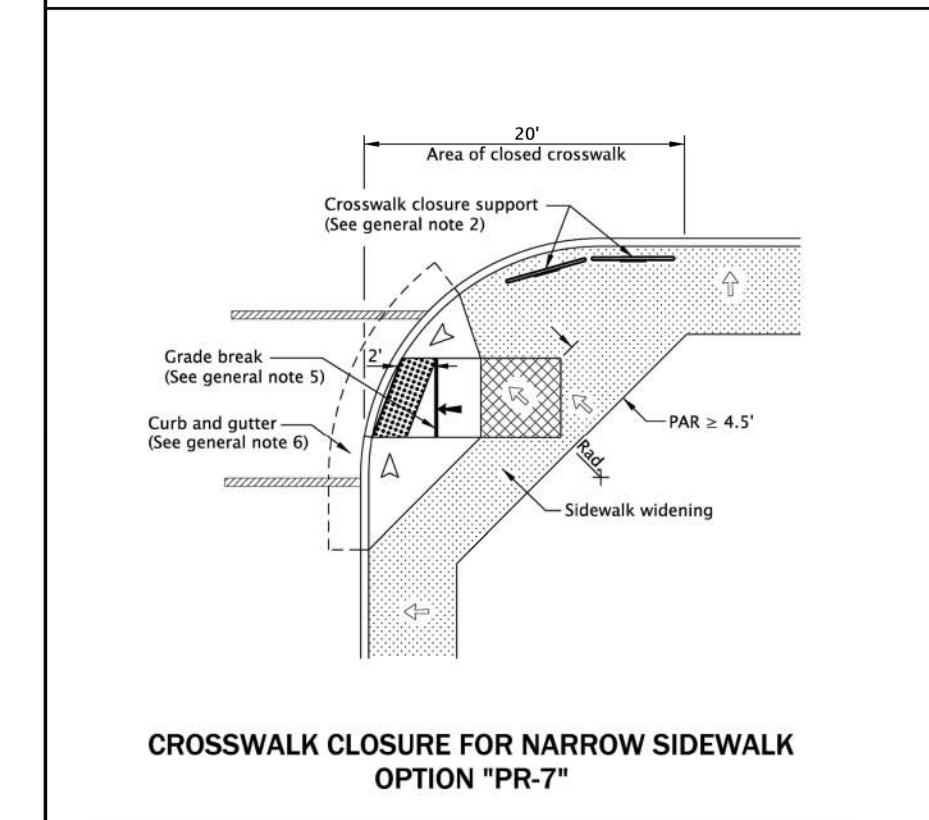 20'
Area of closed crosswalk
Crosswalk closure support
(See general note 2)
Grade break
(See general note 5)
2'
Curb and gutter
(See general note 6)
PAR ≥ 4.5'
Rad.
Sidewalk widening
CROSSWALK CLOSURE FOR NARROW SIDEWALK
OPTION "PR-7"